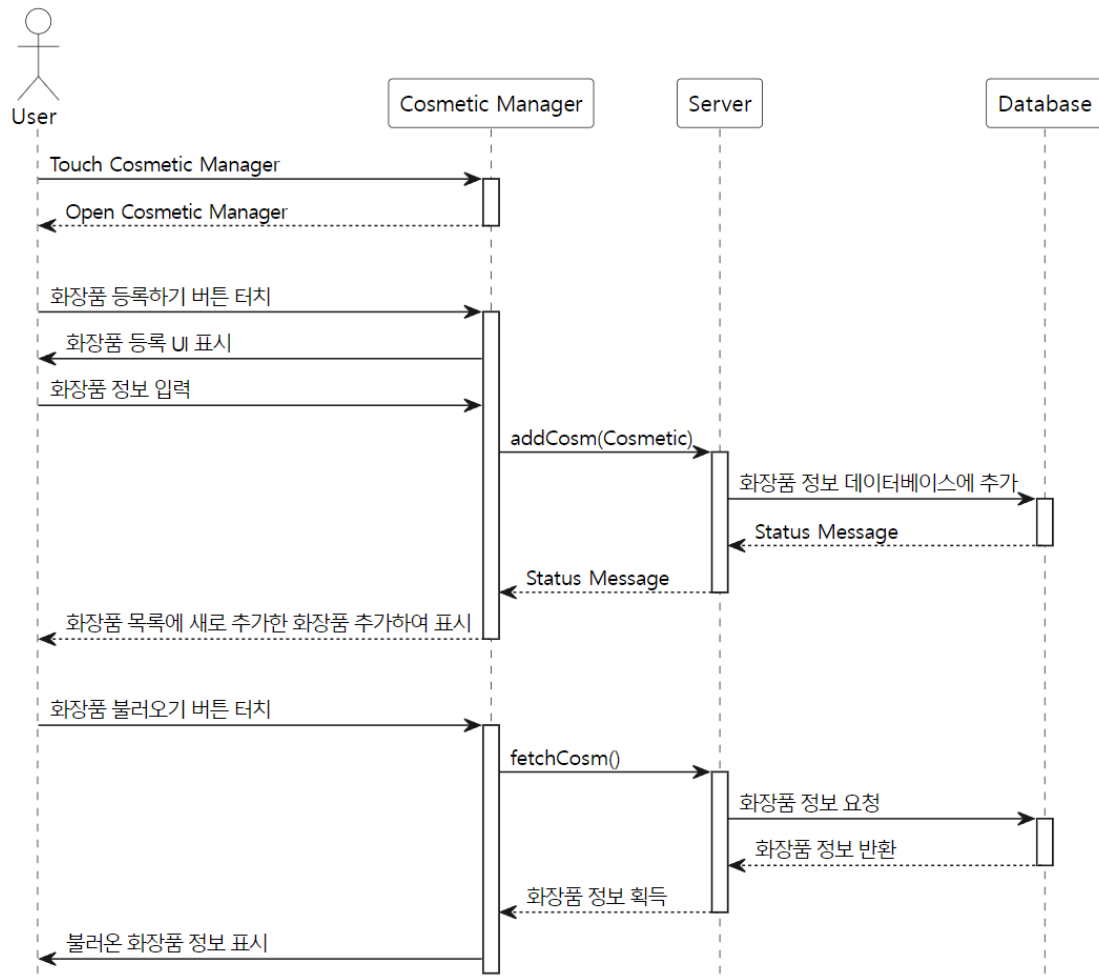 User
Cosmetic Manager
Server
Database
Touch Cosmetic Manager
Open Cosmetic Manager
화장품 등록하기 버튼 터치
화장품 등록 UI 표시
화장품 정보 입력
addCosm(Cosmetic)
화장품 정보 데이터베이스에 추가
Status Message
Status Message
화장품 목록에 새로 추가한 화장품 추가하여 표시
화장품 불러오기 버튼 터치
fetchCosm()
화장품 정보 요청
화장품 정보 반환
화장품 정보 획득
불러온 화장품 정보 표시